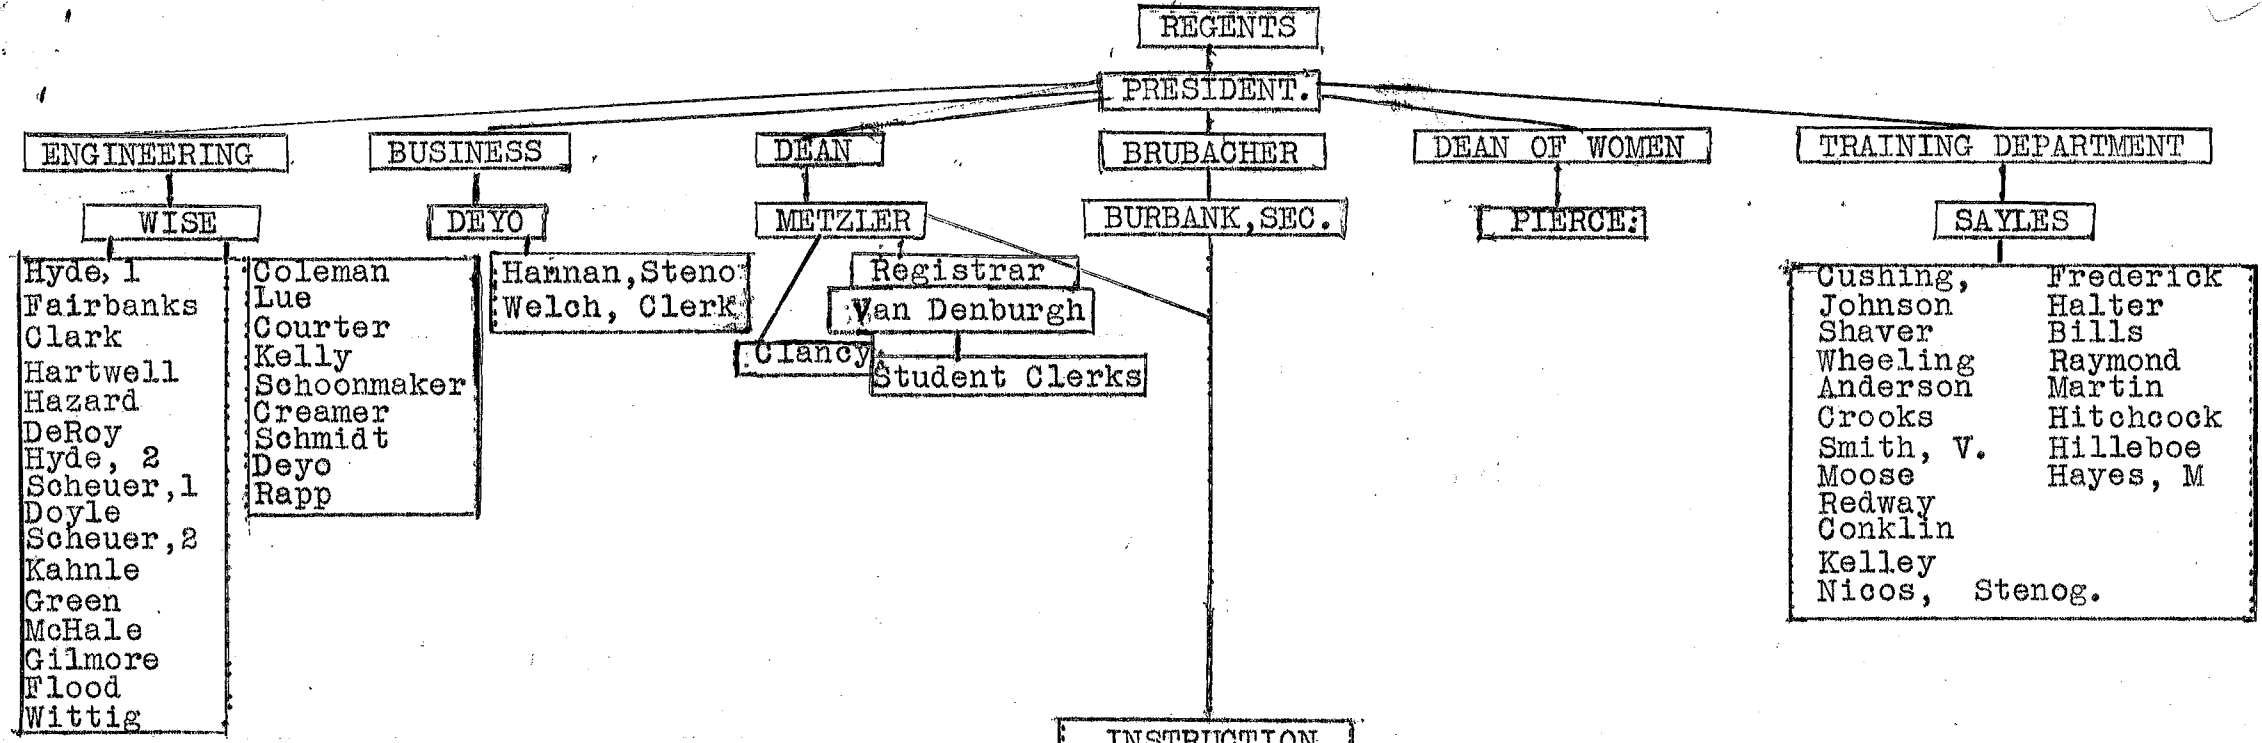 REGENTS
PRESIDENT.
ENGINEERING
BUSINESS
DEAN
BRUBACHER
DEAN OF WOMEN
TRAINING DEPARTMENT
WISE
DEYO
METZLER
BURBANK,SEC.
PIERCE:
SAYLES
Hyde, 1
Fairbanks
Clark
Hartwell
Hazard
DeRoy
Hyde, 2
Scheuer,1
Doyle
Scheuer,2
Kahnle
Green
McHale
Gilmore
Flood
Wittig
Coleman
Lue
Courter
Kelly
Schoonmaker
Creamer
Schmidt
Deyo
Rapp
Hannan,Steno
Welch, Clerk
Registrar
Van Denburgh
Clancy
Student Clerks
Cushing, Frederick
Johnson Halter
Shaver Bills
Wheeling Raymond
Anderson Martin
Crooks Hitchcock
Smith, V. Hilleboe
Moose Hayes, M
Redway
Conklin
Kelley
Nicos, Stenog.
INSTRUCTION